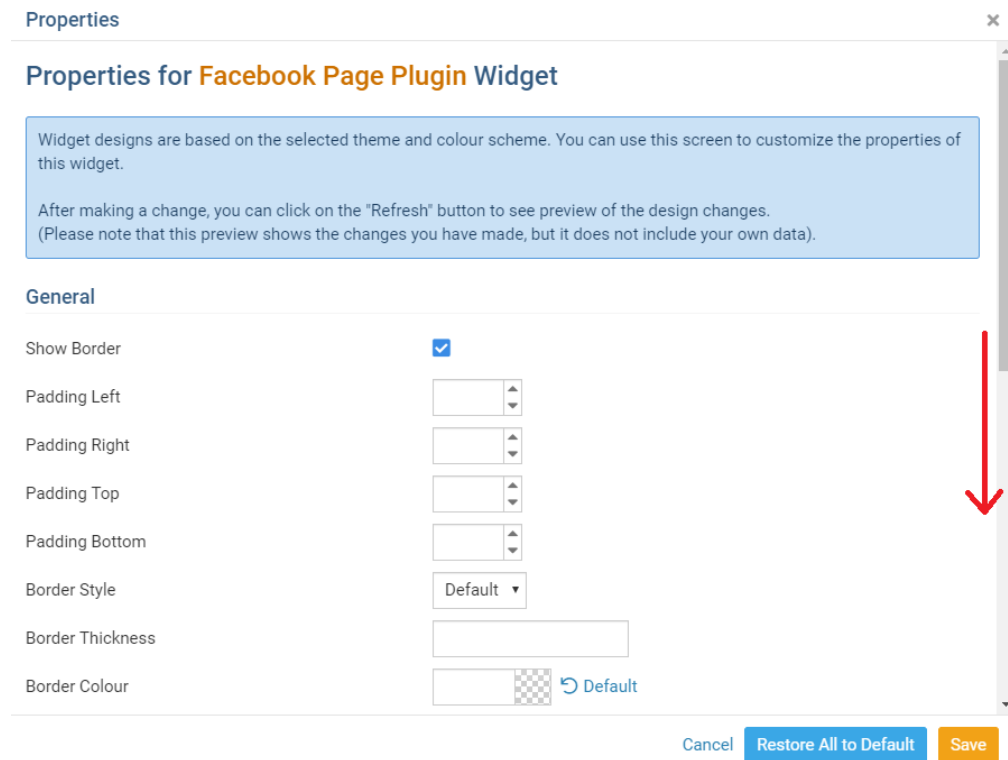 Properties
Properties for Facebook Page Plugin Widget
Widget designs are based on the selected theme and colour scheme. You can use this screen to customize the properties of
this widget.
After making a change, you can click on the "Refresh" button to see preview of the design changes.
(Please note that this preview shows the changes you have made, but it does not include your own data).
General
Show Border
Padding Left
Padding Right
Padding Top
Padding Bottom
Border Style Default
Border Thickness
Border Colour Default
Cancel Restore All to Default Save